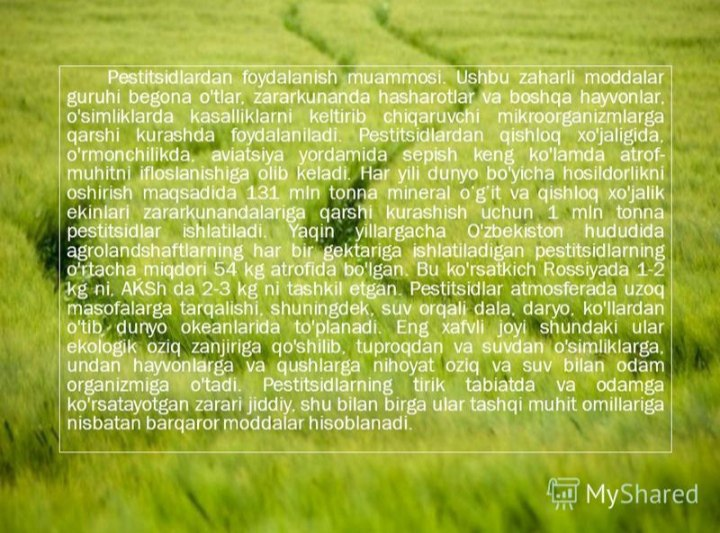 Pestitsidlardan foydalanish muammosi. Ushbu zaharli moddalar
guruhi begona o'tlar, zararkunanda hasharotlar va boshqa hayvonlar,
o'simliklarda kasalliklarni keltirib chiqaruvchi mikroorganizmlarga
qarshi kurashda foydalaniladi. Pestitsidlardan qishloq xo'jaligida,
o'rmonchilikda, aviatsiya yordamida sepish keng ko'lamda atrof-
muhitni ifloslanishiga olib keladi. Har yili dunyo bo'yicha hosildorlikni
oshirish maqsadida 131 mln tonna mineral o'g'it va qishloq xo'jalik
ekinlari zararkunandalariga qarshi kurashish uchun 1 mln tonna
pestitsidlar ishlatiladi. Yaqin yillargacha O'zbekiston hududida
agrolandshaftlarning har bir gektariga ishlatiladigan pestitsidlarning
o'rtacha miqdori 54 kg atrofida bo'lgan. Bu ko'rsatkich Rossiyada 1-2
kg ni, AKSh da 2-3 kg ni tashkil etgan. Pestitsidlar atmosferada uzoq
masofalarga tarqalishi, shuningdek, suv orqali dala, daryo, ko'llardan
o'tib dunyo okeanlarida to'planadi. Eng xafvli joyi shundaki ular
ekologik oziq zanjiriga qo'shilib, tuproqdan va suvdan o'simliklarga,
undan hayvonlarga va qushlarga nihoyat oziq va suv bilan odam
organizmiga o'tadi. Pestitsidlarning tirik tabiatda va odamga
ko'rsatayotgan zarari jiddiy, shu bilan birga ular tashqi muhit omillariga
nisbatan barqaror moddalar hisoblanadi.
MyShared